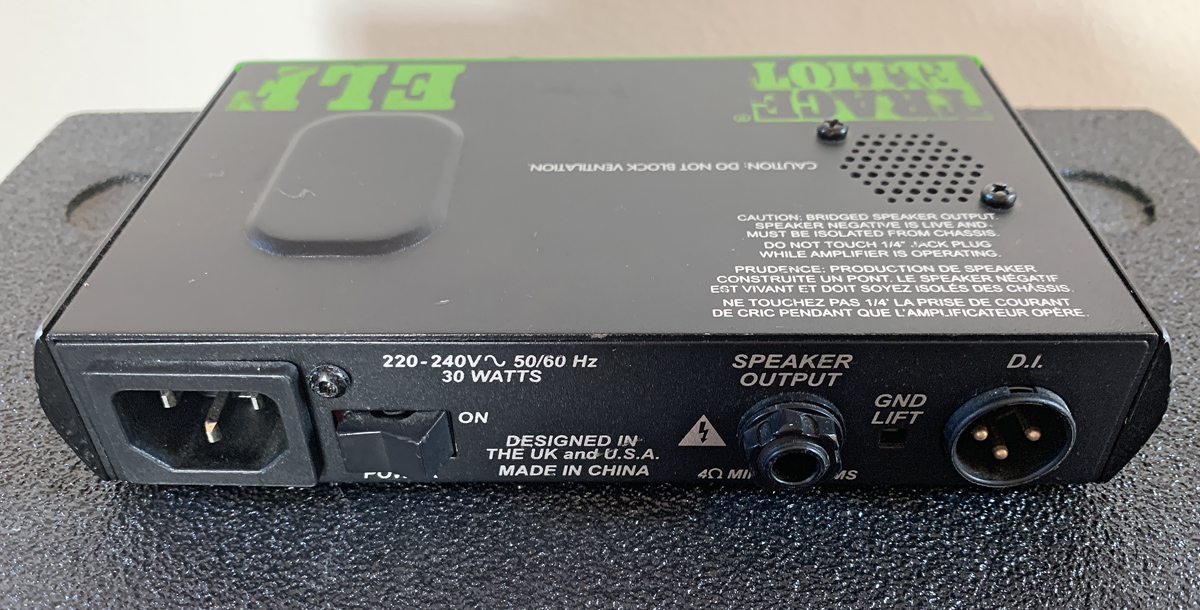 ELF
TRACE
ELLIOT
®
CAUTION: DO NOT BLOCK VENTILATION.
CAUTION: BRIDGED SPEAKER OUTPUT.
SPEAKER NEGATIVE IS LIVE AND
MUST BE ISOLATED FROM CHASSIS.
DO NOT TOUCH 1/4" JACK PLUG
WHILE AMPLIFIER IS OPERATING.
PRUDENCE: PRODUCTION DE SPEAKER
CONSTRUITE UN PONT. LE SPEAKER NÉGATIF
EST VIVANT ET DOIT SOYEZ ISOLÉS DES CHÂSSIS.
NE TOUCHEZ PAS 1/4' LA PRISE DE COURANT
DE CRIC PENDANT QUE L'AMPLIFICATEUR OPÈRE.
220-240V~ 50/60 Hz
30 WATTS
ON
DESIGNED IN
THE UK and U.S.A.
MADE IN CHINA
SPEAKER
OUTPUT
4Ω
GND
LIFT
D.I.